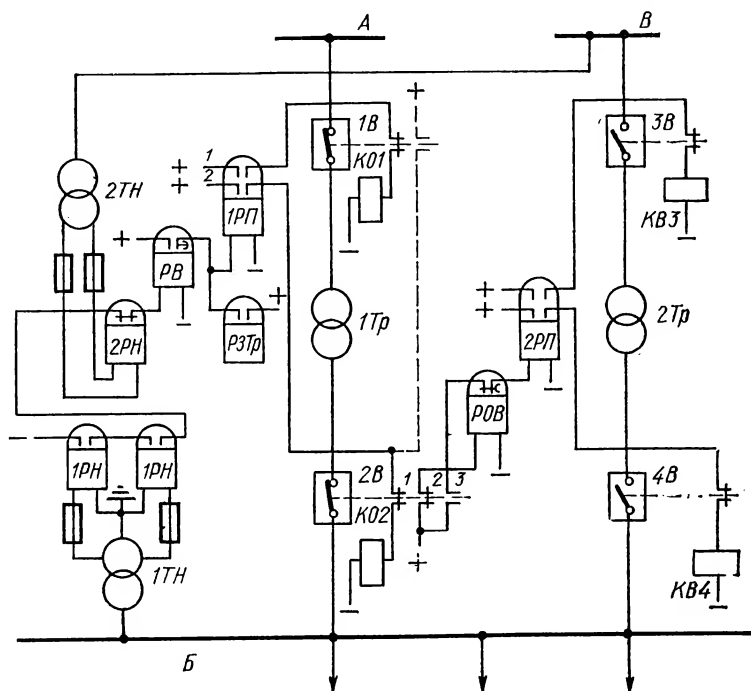 А
В
1В
К01
3В
КВ3
+
1
+
2
1РП
2ТН
+
РВ
+
РЗТр
2РН
1Тр
+
+
2РП
2Тр
РОВ
1РН
1РН
1ТН
2В
К02
1
2
3
+
4В
КВ4
Б